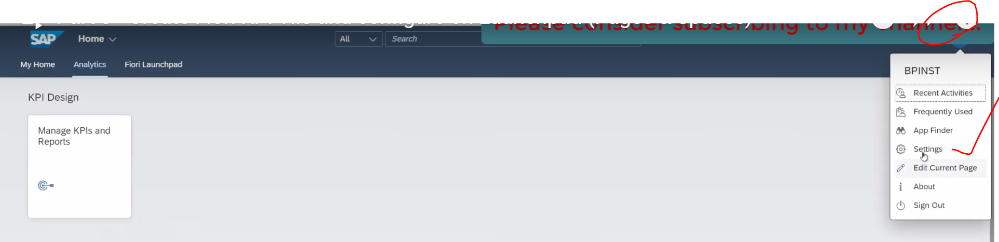 Please consider subscribing to my channel..
SAP
Home
All
Search
My Home
Analytics
Fiori Launchpad
BPINST
KPI Design
Recent Activities
Frequently Used
Manage KPIs and
Reports
App Finder
Settings
Edit Current Page
About
Sign Out